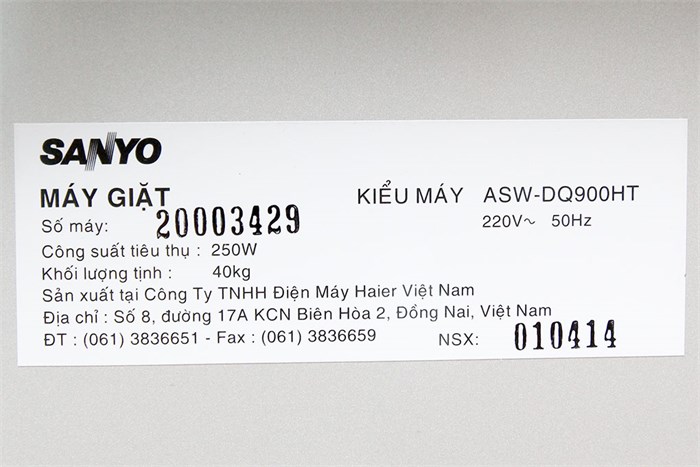 SANYO
MÁY GIẶT KIỂU MÁY ASW-DQ900HT
Số máy: 20003429 220V~ 50Hz
Công suất tiêu thụ : 250W
Khối lượng tịnh : 40kg
Sản xuất tại Công Ty TNHH Điện Máy Haier Việt Nam
Địa chỉ : Số 8, đường 17A KCN Biên Hòa 2, Đồng Nai, Việt Nam
ĐT : (061) 3836651 - Fax : (061) 3836659 NSX: 010414